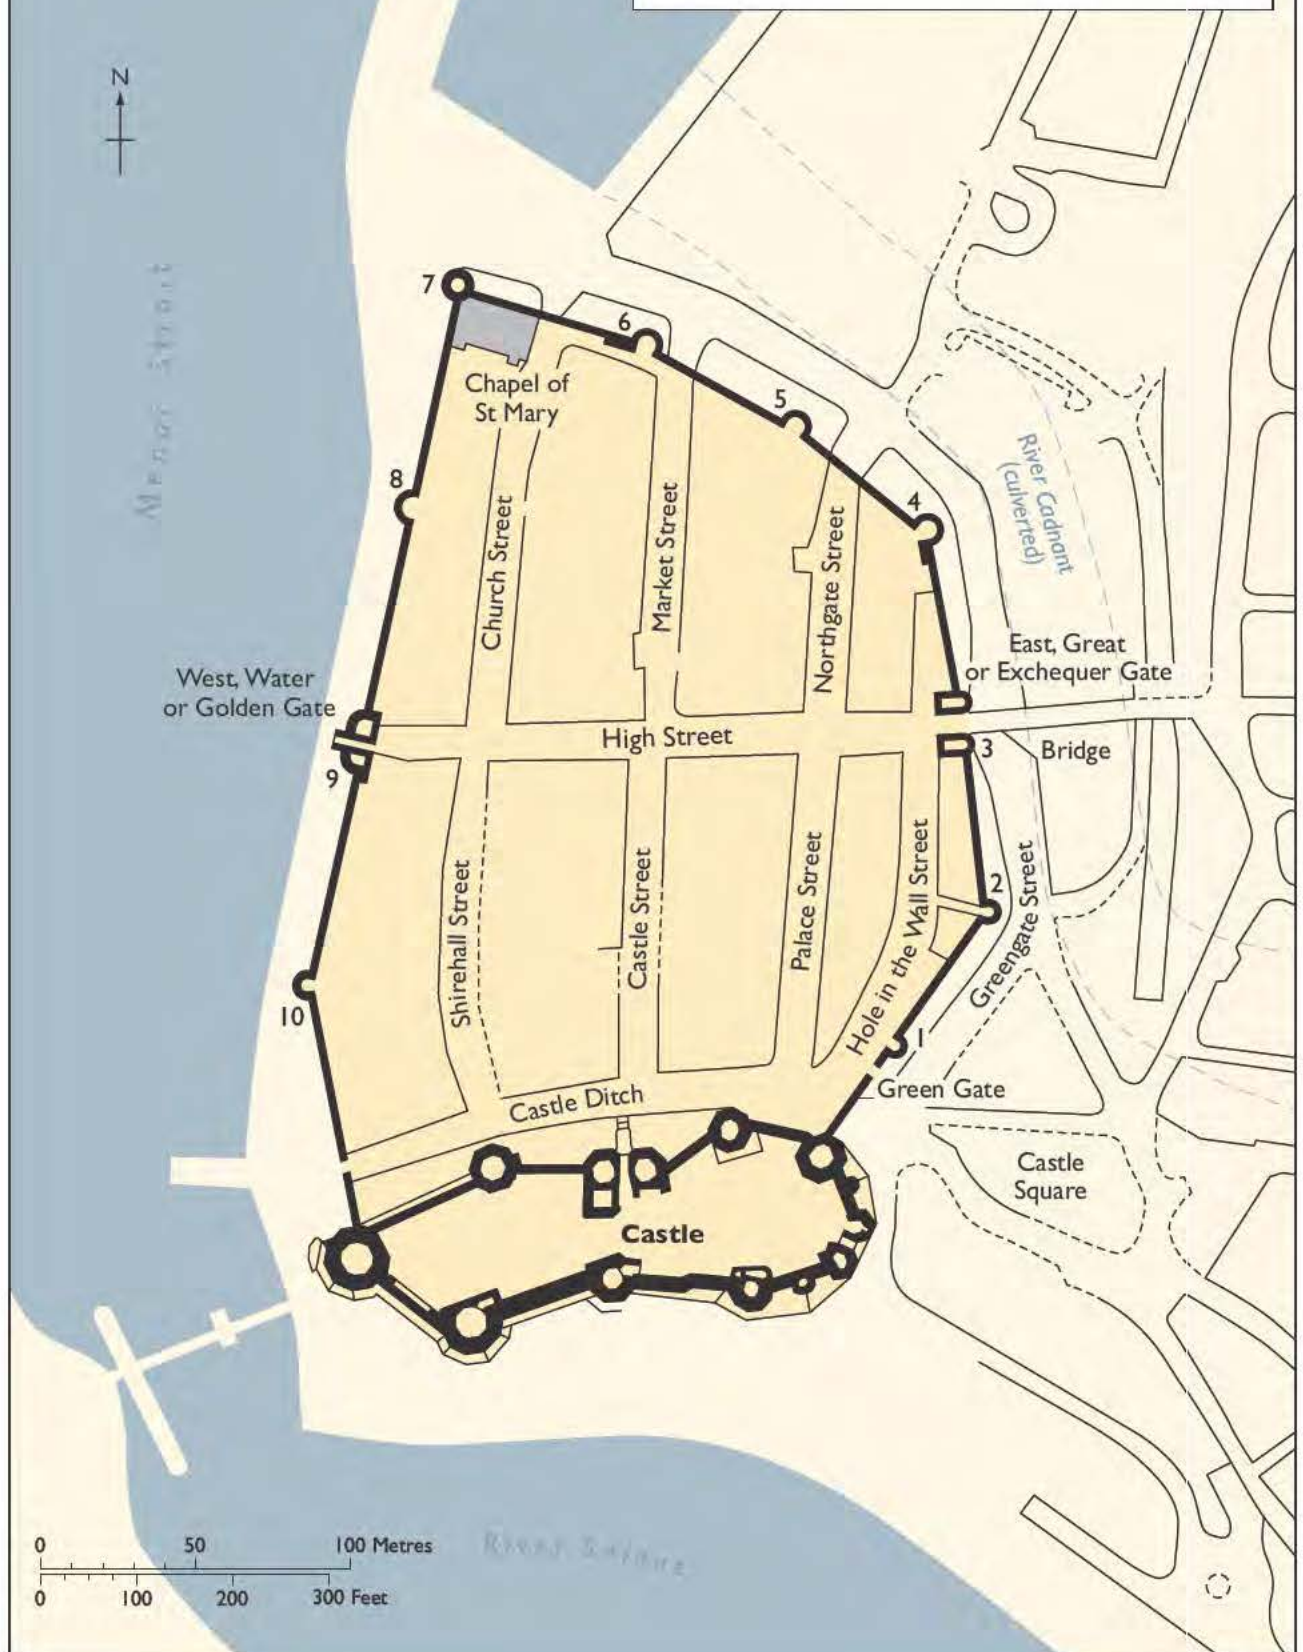 N
Menai Strait
7
6
5
4
8
Chapel of
St Mary
Church Street
Market Street
Northgate Street
River Cadnant
(culverted)
East, Great
or Exchequer Gate
West, Water
or Golden Gate
High Street
3
Bridge
9
2
Shirehall Street
Castle Street
Palace Street
Hole in the Wall Street
Greengate Street
10
1
Green Gate
Castle Ditch
Castle
Square
Castle
0 50 100 Metres
0 100 200 300 Feet
River